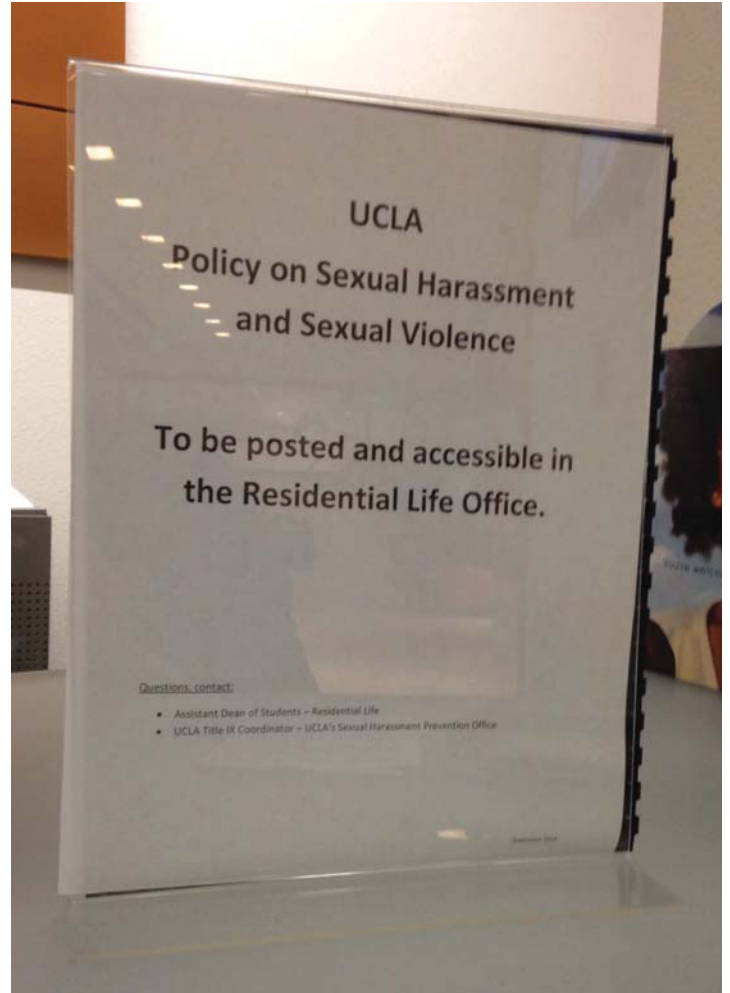 UCLA
Policy on Sexual Harassment
and Sexual Violence
To be posted and accessible in
the Residential Life Office.
Questions, contact:
• Assistant Dean of Students – Residential Life
• UCLA Title IX Coordinator – UCLA's Sexual Harassment Prevention Office
2014